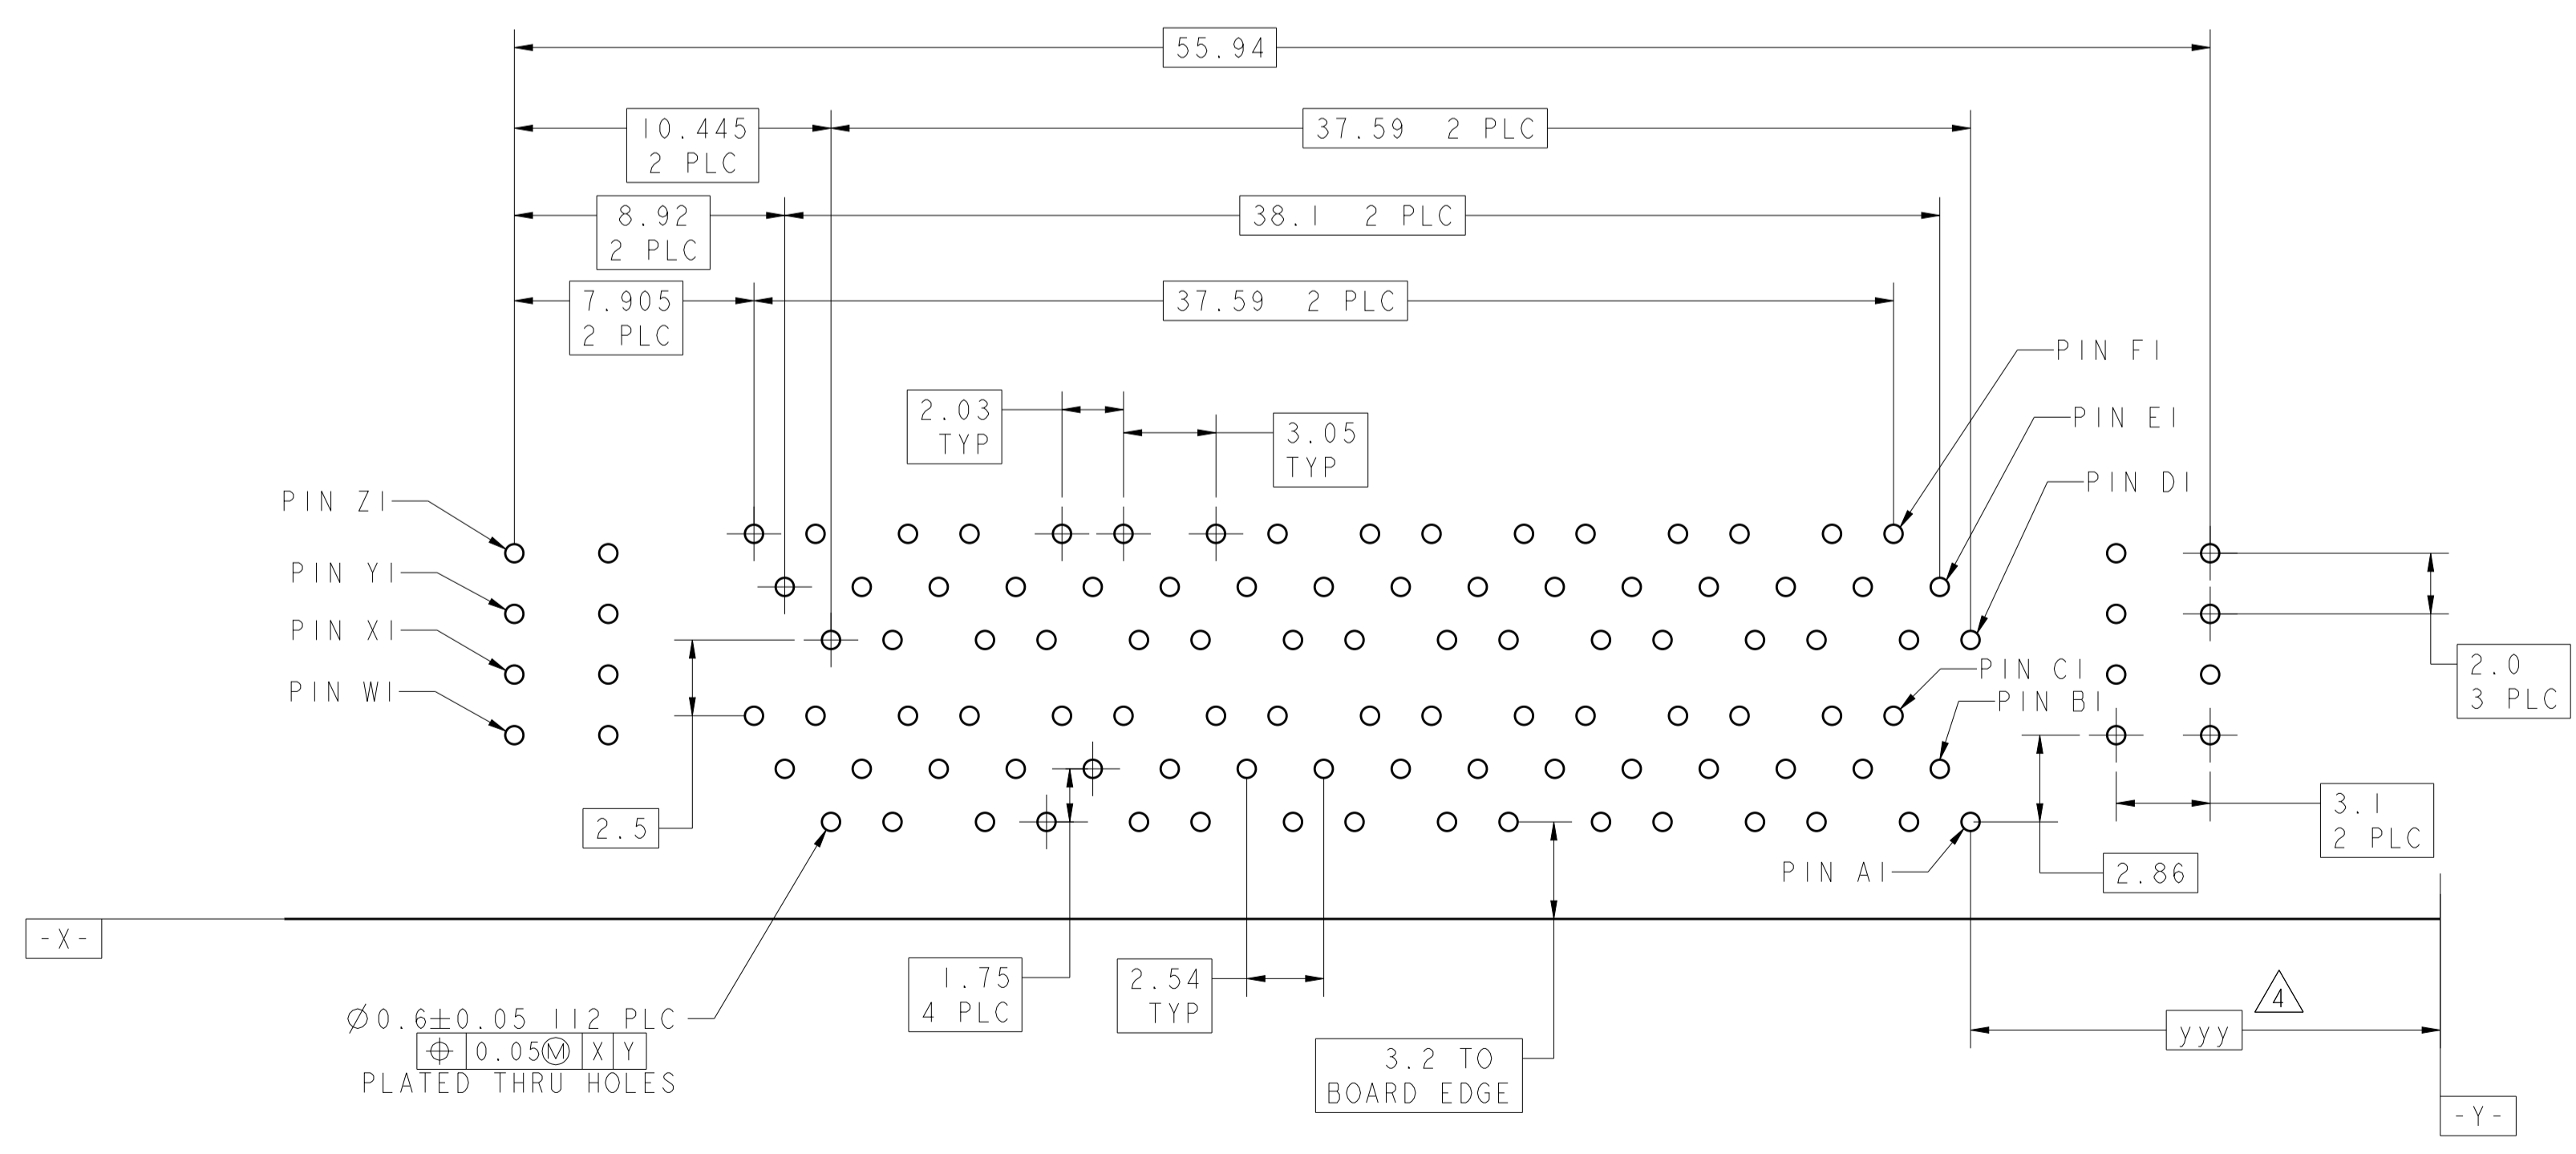 55.94
10.445
2 PLC
37.59 2 PLC
8.92
2 PLC
38.1 2 PLC
7.905
2 PLC
37.59 2 PLC
PIN F1
2.03
TYP
3.05
TYP
PIN E1
PIN D1
PIN Z1
PIN Y1
PIN X1
PIN W1
PIN C1
PIN B1
2.0
3 PLC
2.5
3.1
2 PLC
PIN A1
2.86
-X-
1.75
4 PLC
2.54
TYP
4
yyy
Ø0.6±0.05 112 PLC
⌖ 0.05Ⓜ X Y
PLATED THRU HOLES
3.2 TO
BOARD EDGE
-Y-